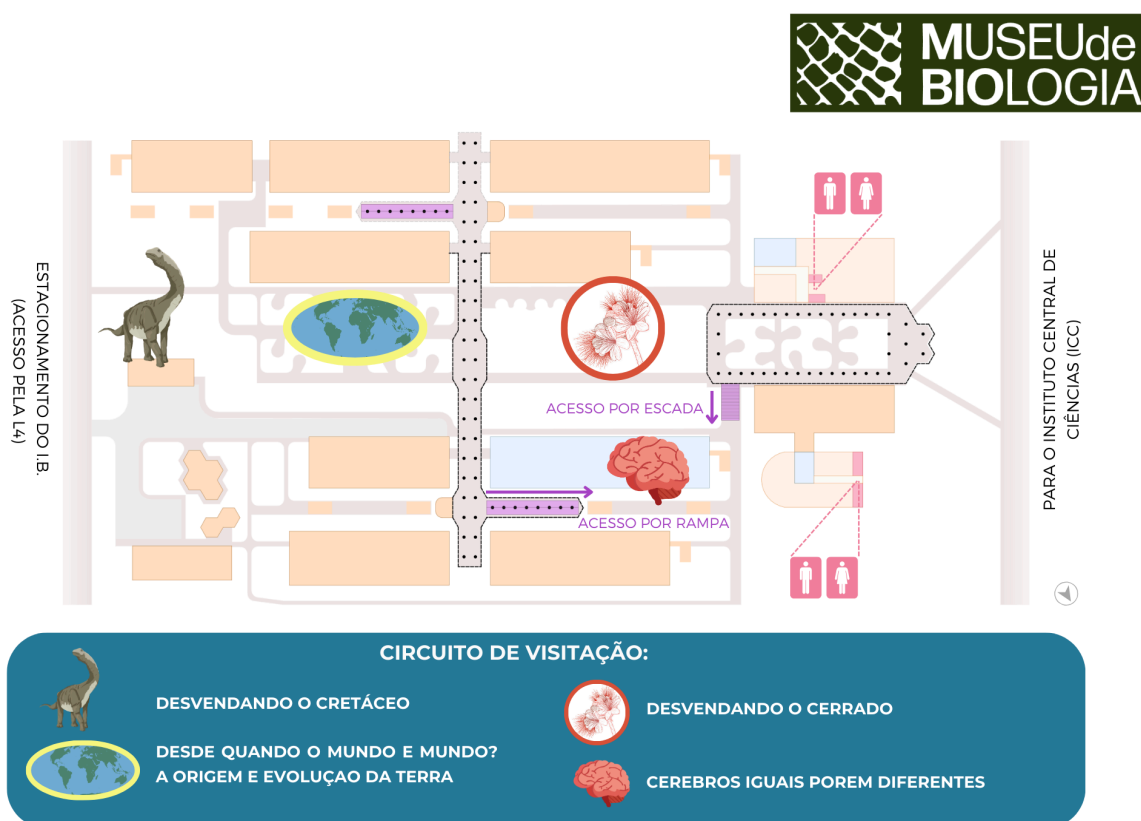 MUSEUde
BIOLOGIA
ESTACIONAMENTO DO I.B.
(ACESSO PELA L4)
ACESSO POR ESCADA
ACESSO POR RAMPA
PARA O INSTITUTO CENTRAL DE
CIÊNCIAS (ICC)
CIRCUITO DE VISITAÇÃO:
DESVENDANDO O CRETÁCEO
DESDE QUANDO O MUNDO E MUNDO?
A ORIGEM E EVOLUÇAO DA TERRA
DESVENDANDO O CERRADO
CEREBROS IGUAIS POREM DIFERENTES